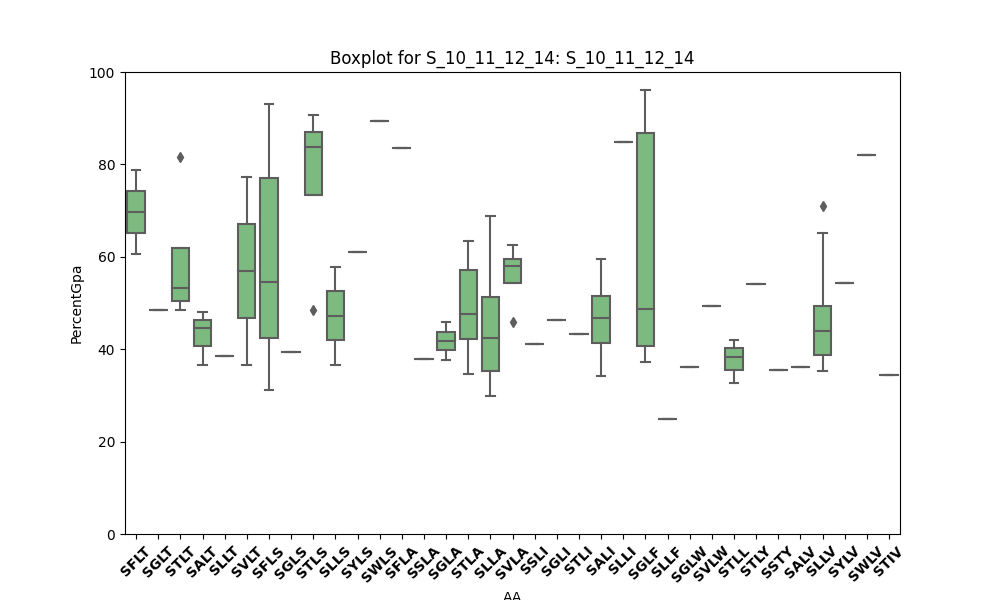 Boxplot for S_10_11_12_14: S_10_11_12_14
PercentGpa
100
80
60
40
20
0
SFLT SGLT STLT SALT SLLT SVLT SFLS SGLS STLS SLLS SYLS SWLS SFLA SSLA SGLA STLA SLLA SVLA SSLI SGLI STLI SALI SLLI SGLF SLLF SGLW SVLW STLL STLY SSTY SALV SLLV SYLV SWLV STIV
AA